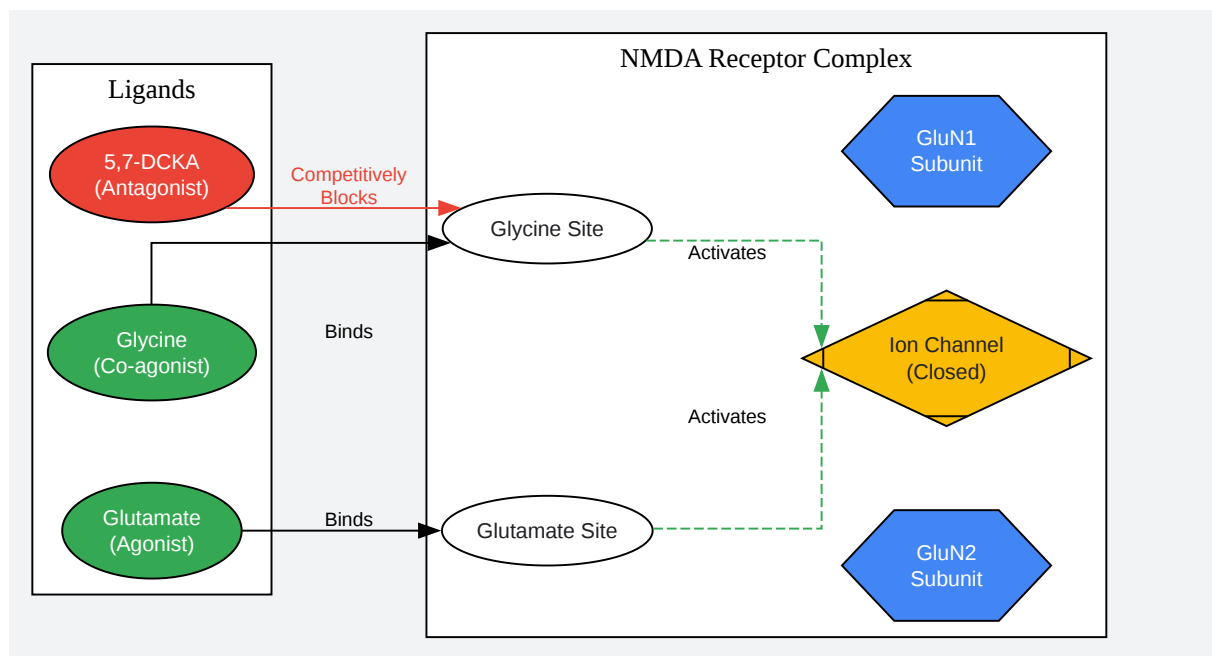 NMDA Receptor Complex
Ligands
5,7-DCKA
(Antagonist)
Competitively
Blocks
Glycine Site
Activates
GluN1
Subunit
Glycine
(Co-agonist)
Binds
Ion Channel
(Closed)
Activates
Glutamate
(Agonist)
Binds
Glutamate Site
GluN2
Subunit